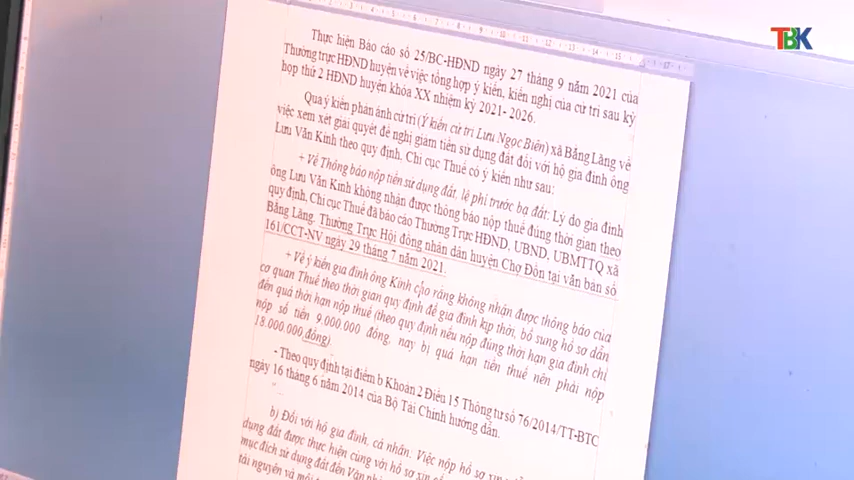 TBK
Thực hiện Báo cáo số 25/BC-HĐND ngày 27 tháng 9 năm 2021 của
Thường trực HĐND huyện về việc tổng hợp ý kiến, kiến nghị của cử tri sau kỳ
họp thứ 2 HĐND huyện khóa XX nhiệm kỳ 2021- 2026.
Qua ý kiến phản ánh cử tri (Ý kiến cử tri Lưu Ngọc Biên) xã Bằng Lãng về
việc xem xét giải quyết đề nghị giảm tiền sử dụng đất đối với hộ gia đình ông
Lưu Văn Kinh theo quy định, Chi cục Thuế có ý kiến như sau:
+ Về Thông báo nộp tiền sử dụng đất, lệ phí trước bạ đất: Lý do gia đình
ông Lưu Văn Kinh không nhận được thông báo nộp thuế đúng thời gian theo
quy định, Chi cục Thuế đã báo cáo Thường Trực HĐND, UBND, UBMTTQ xã
Bằng Lãng, Thường Trực Hội đồng nhân dân huyện Chợ Đồn tại văn bản số
161/CCT-NV ngày 29 tháng 7 năm 2021.
+ Về ý kiến gia đình ông Kinh cho rằng không nhận được thông báo của
cơ quan Thuế theo thời gian quy định để gia đình kịp thời, bổ sung hồ sơ dẫn
đến quá thời hạn nộp thuế (theo quy định nếu nộp đúng thời hạn gia đình chỉ
nộp số tiền 9.000.000 đồng, nay bị quá hạn tiền thuế nên phải nộp
18.000.000 đồng).
- Theo quy định tại điểm b Khoản 2 Điều 15 Thông tư số 76/2014/TT-BTC
ngày 16 tháng 6 năm 2014 của Bộ Tài Chính hướng dẫn.
b) Đối với hộ gia đình, cá nhân. Việc nộp hồ sơ xin
dụng đất được thực hiện cùng với hồ sơ xin
mục đích sử dụng đất đến Văn
tài nguyên và